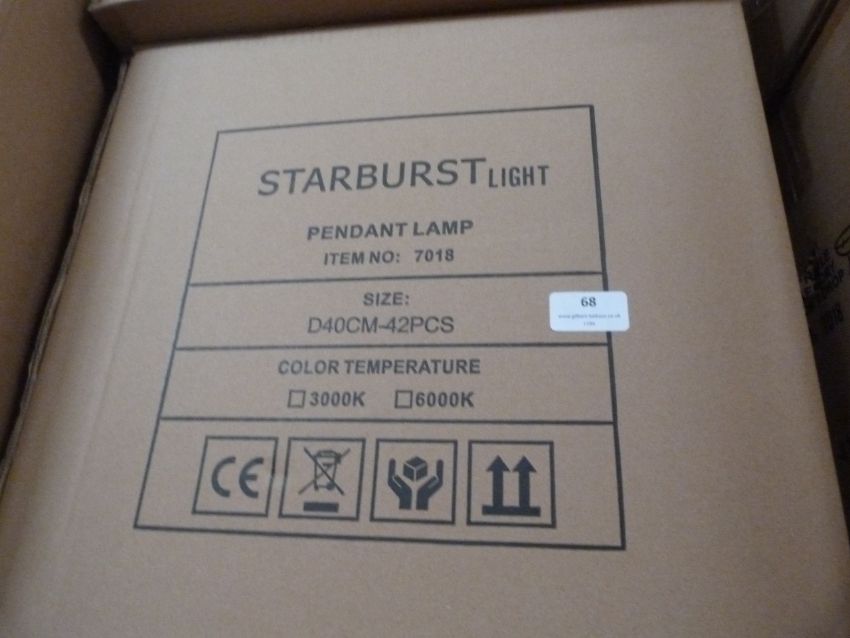 STARBURST LIGHT
PENDANT LAMP
ITEM NO: 7018
SIZE:
D40CM-42PCS
68
COLOR TEMPERATURE
3000K 6000K
CE